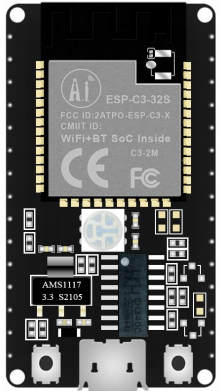 Ai
ESP-C3-32S
FCC ID:2ATPO-ESP-C3-X
CMIIT ID:
WiFi+BT SoC Inside
C3-2M
CE FC
AMS1117
3.3 S2105